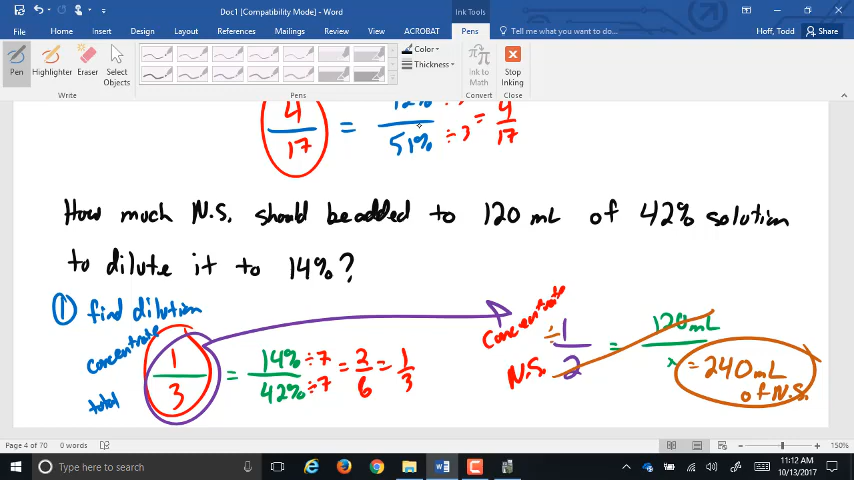 Doc1 [Compatibility Mode] - Word
Ink Tools
Hoff, Todd
File Home Insert Design Layout References Mailings Review View ACROBAT Pens Tell me what you want to do... Share
Pen Highlighter Eraser Select Objects
Color
Thickness
Ink to Math
Stop Inking
Write Pens Convert Close
4/17 = 12%/51% ÷3/÷3 = 4/17
How much N.S. should be added to 120 mL of 42% solution
to dilute it to 14%?
① find dilution
concentrate
total
1/3 = 14%/42% ÷7/÷7 = 2/6 = 1/3
concentrate
N.S.
1/2 = 120mL/x
= 240mL
of N.S.
Page 4 of 70 0 words
150%
Type here to search
11:12 AM
10/13/2017